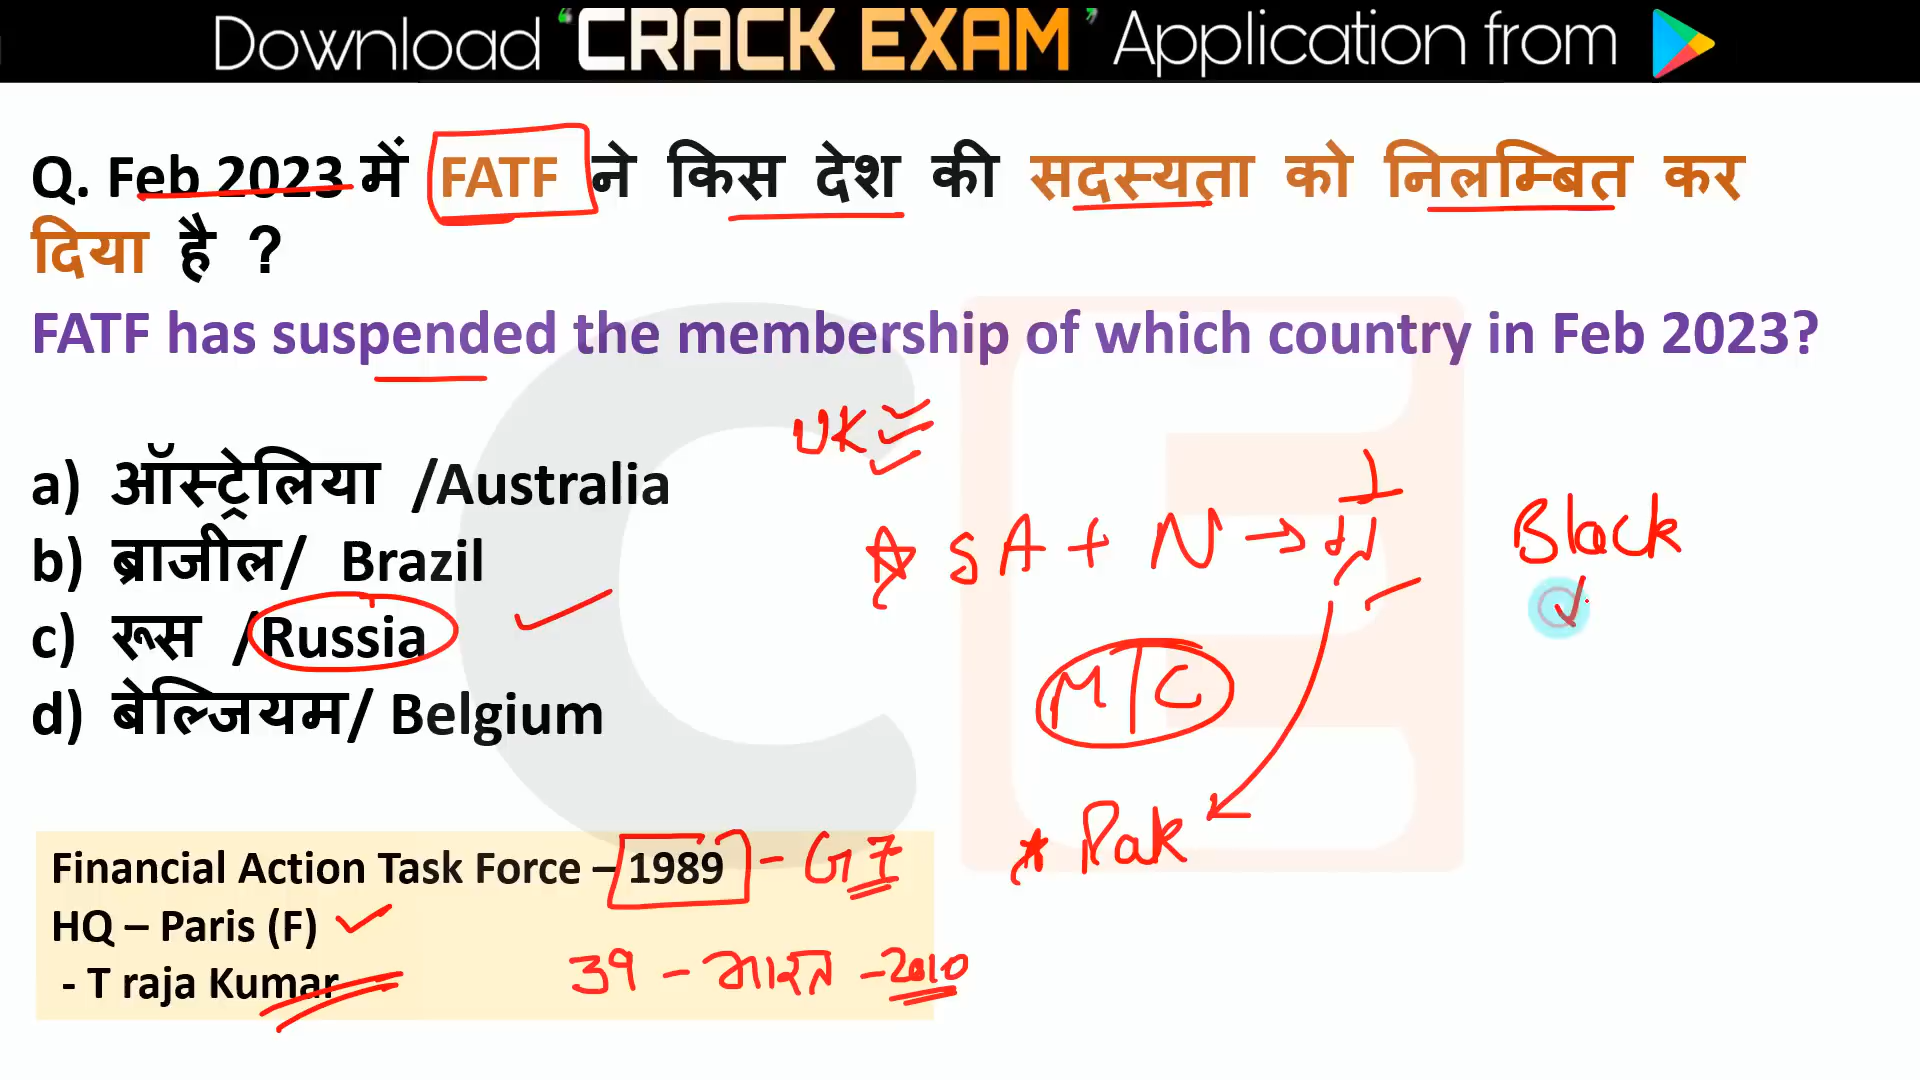 Download “CRACK EXAM” Application from
Q. Feb 2023 में FATF ने किस देश की सदस्यता को निलम्बित कर
दिया है ?
FATF has suspended the membership of which country in Feb 2023?
UK
a) ऑस्ट्रेलिया /Australia
SA + N →
Black
b) ब्राजील/ Brazil
c) रूस /Russia
M|C
d) बेल्जियम/ Belgium
* Pak
Financial Action Task Force – 1989 - G7
HQ – Paris (F)
- T raja Kumar
39 - भारत - 2010